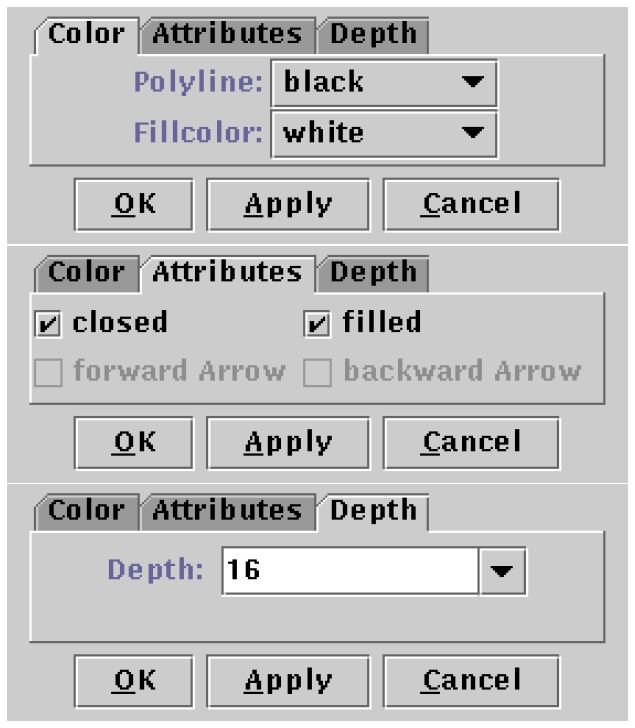 Color Attributes Depth
Polyline: black
Fillcolor: white
OK Apply Cancel
Color Attributes Depth
closed filled
forward Arrow backward Arrow
OK Apply Cancel
Color Attributes Depth
Depth: 16
OK Apply Cancel